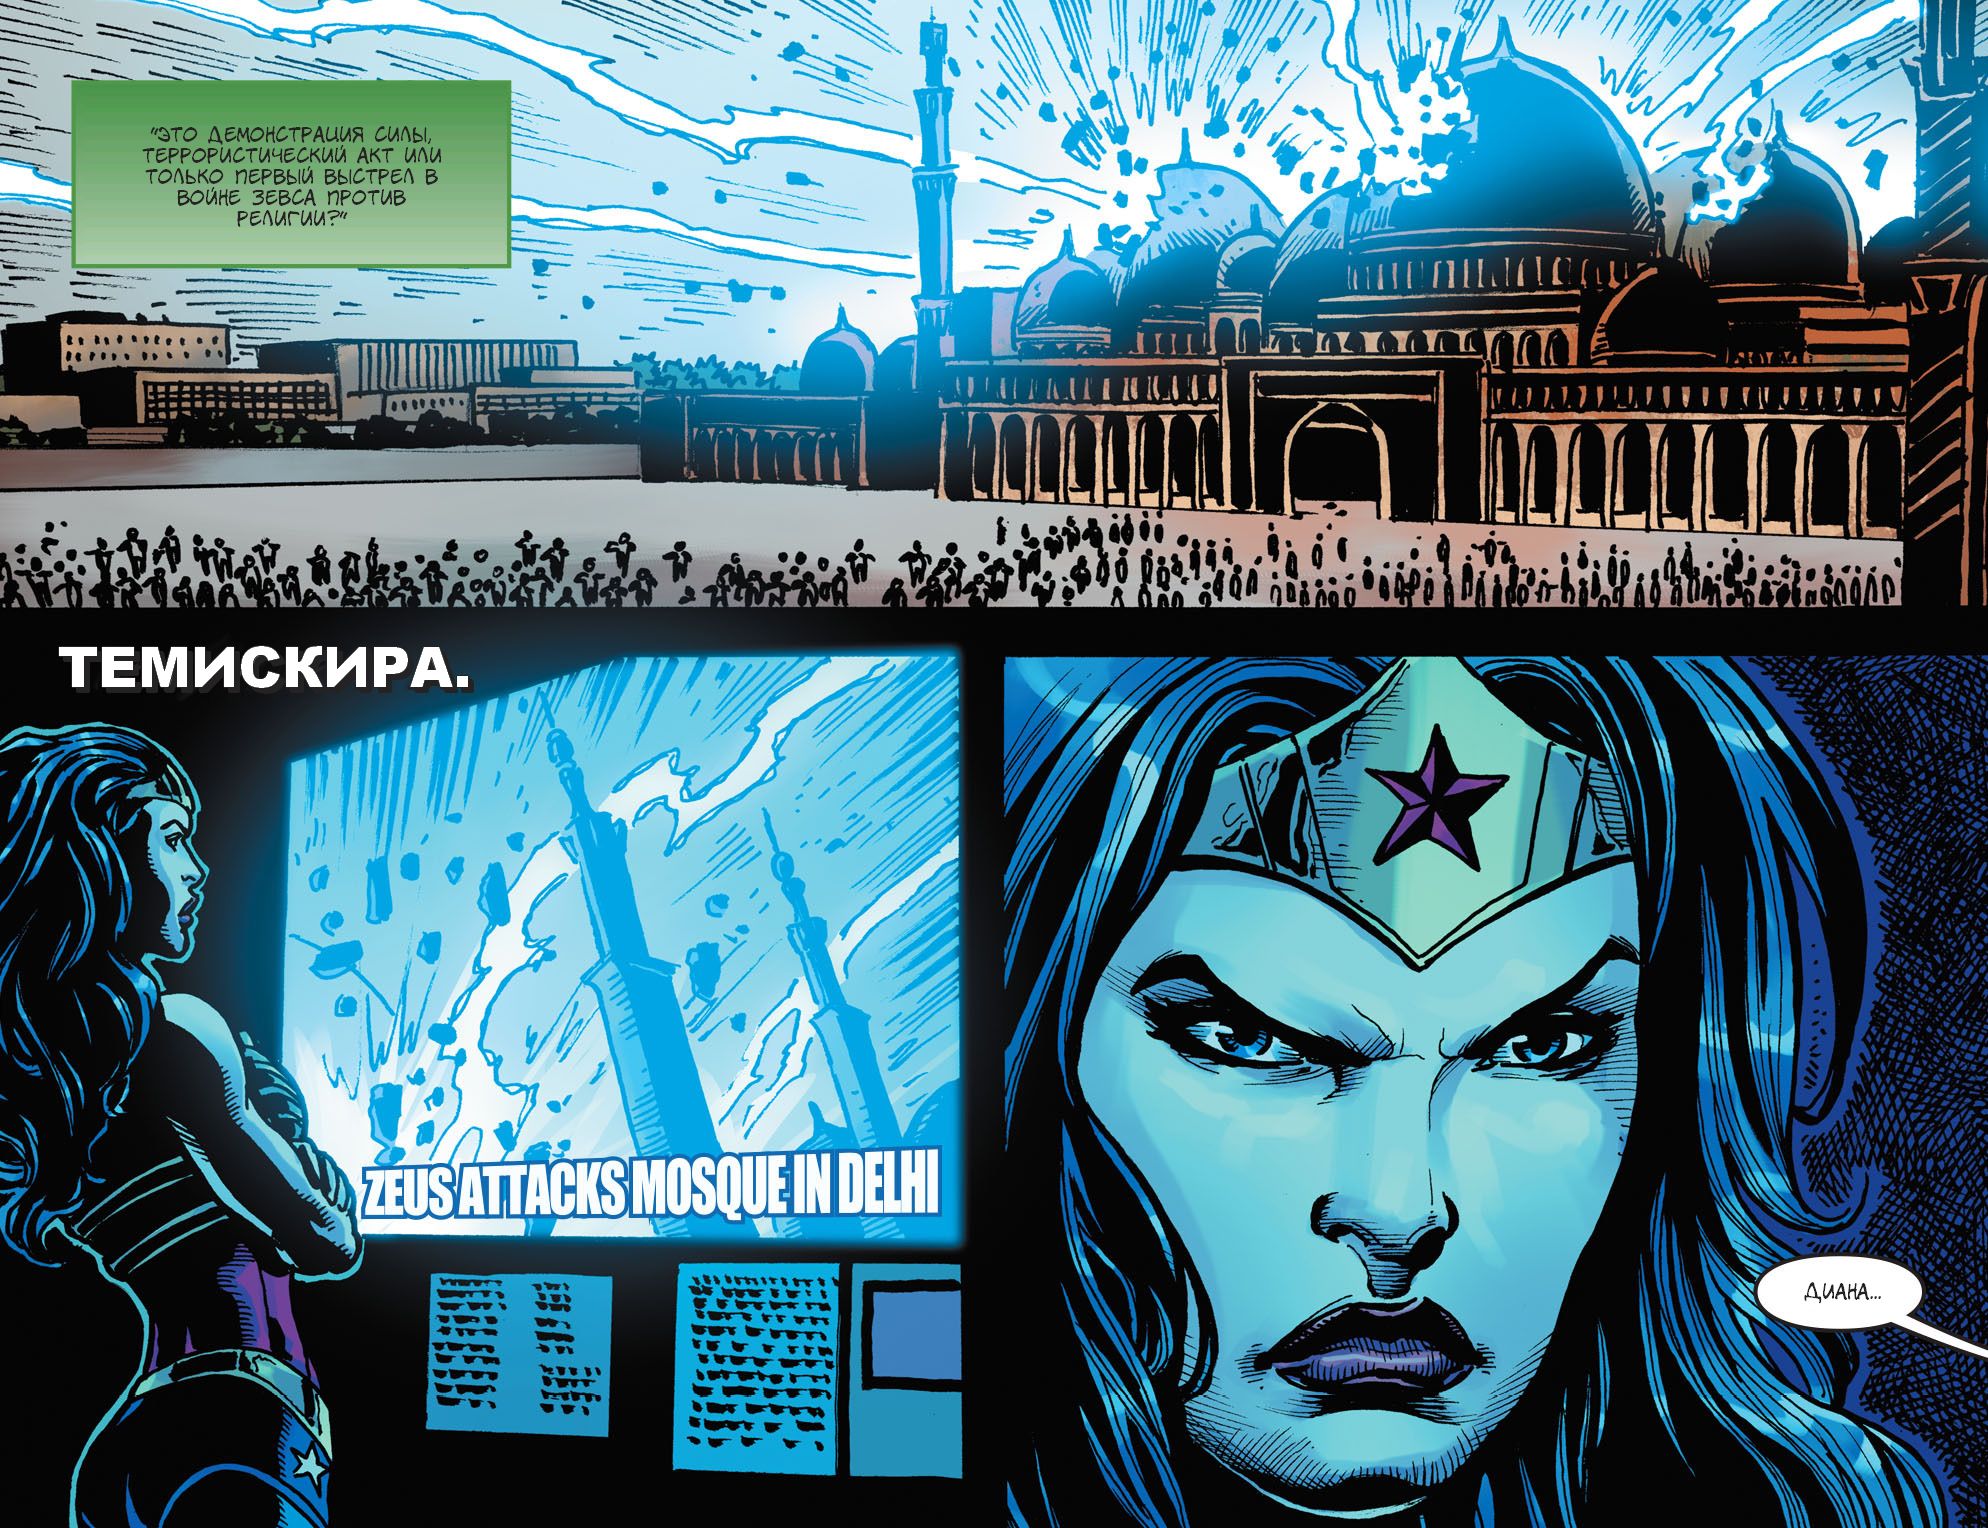 "ЭТО ДЕМОНСТРАЦИЯ СИЛЫ,
ТЕРРОРИСТИЧЕСКИЙ АКТ ИЛИ
ТОЛЬКО ПЕРВЫЙ ВЫСТРЕЛ В
ВОЙНЕ ЗЕВСА ПРОТИВ
РЕЛИГИИ?"
ТЕМИСКИРА.
ZEUS ATTACKS MOSQUE IN DELHI
ДИАНА...